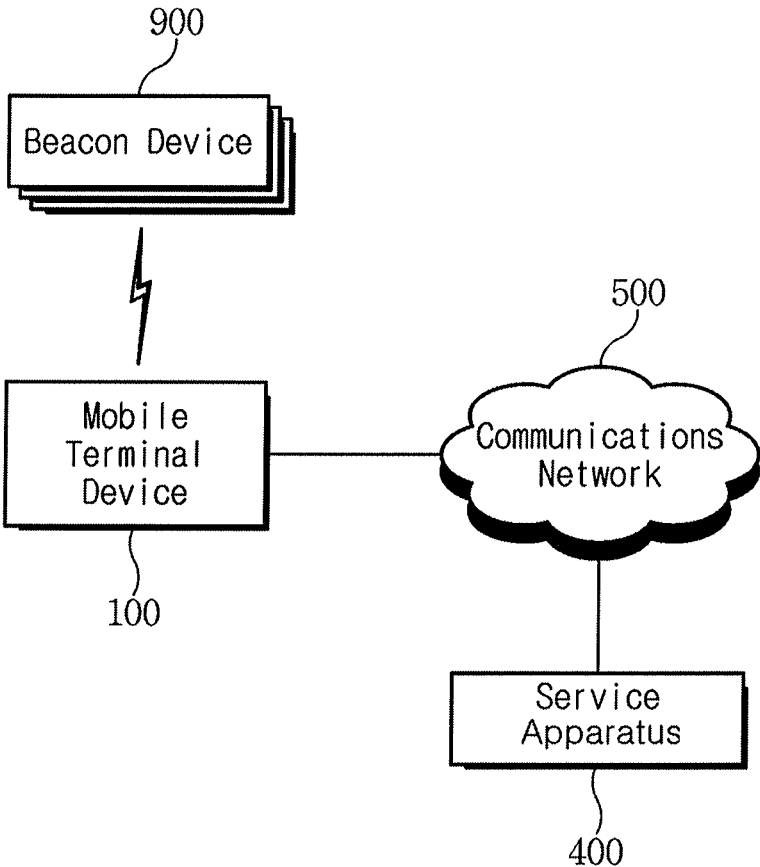 900
Beacon Device
500
Mobile
Terminal
Device
Communications
Network
100
Service
Apparatus
400